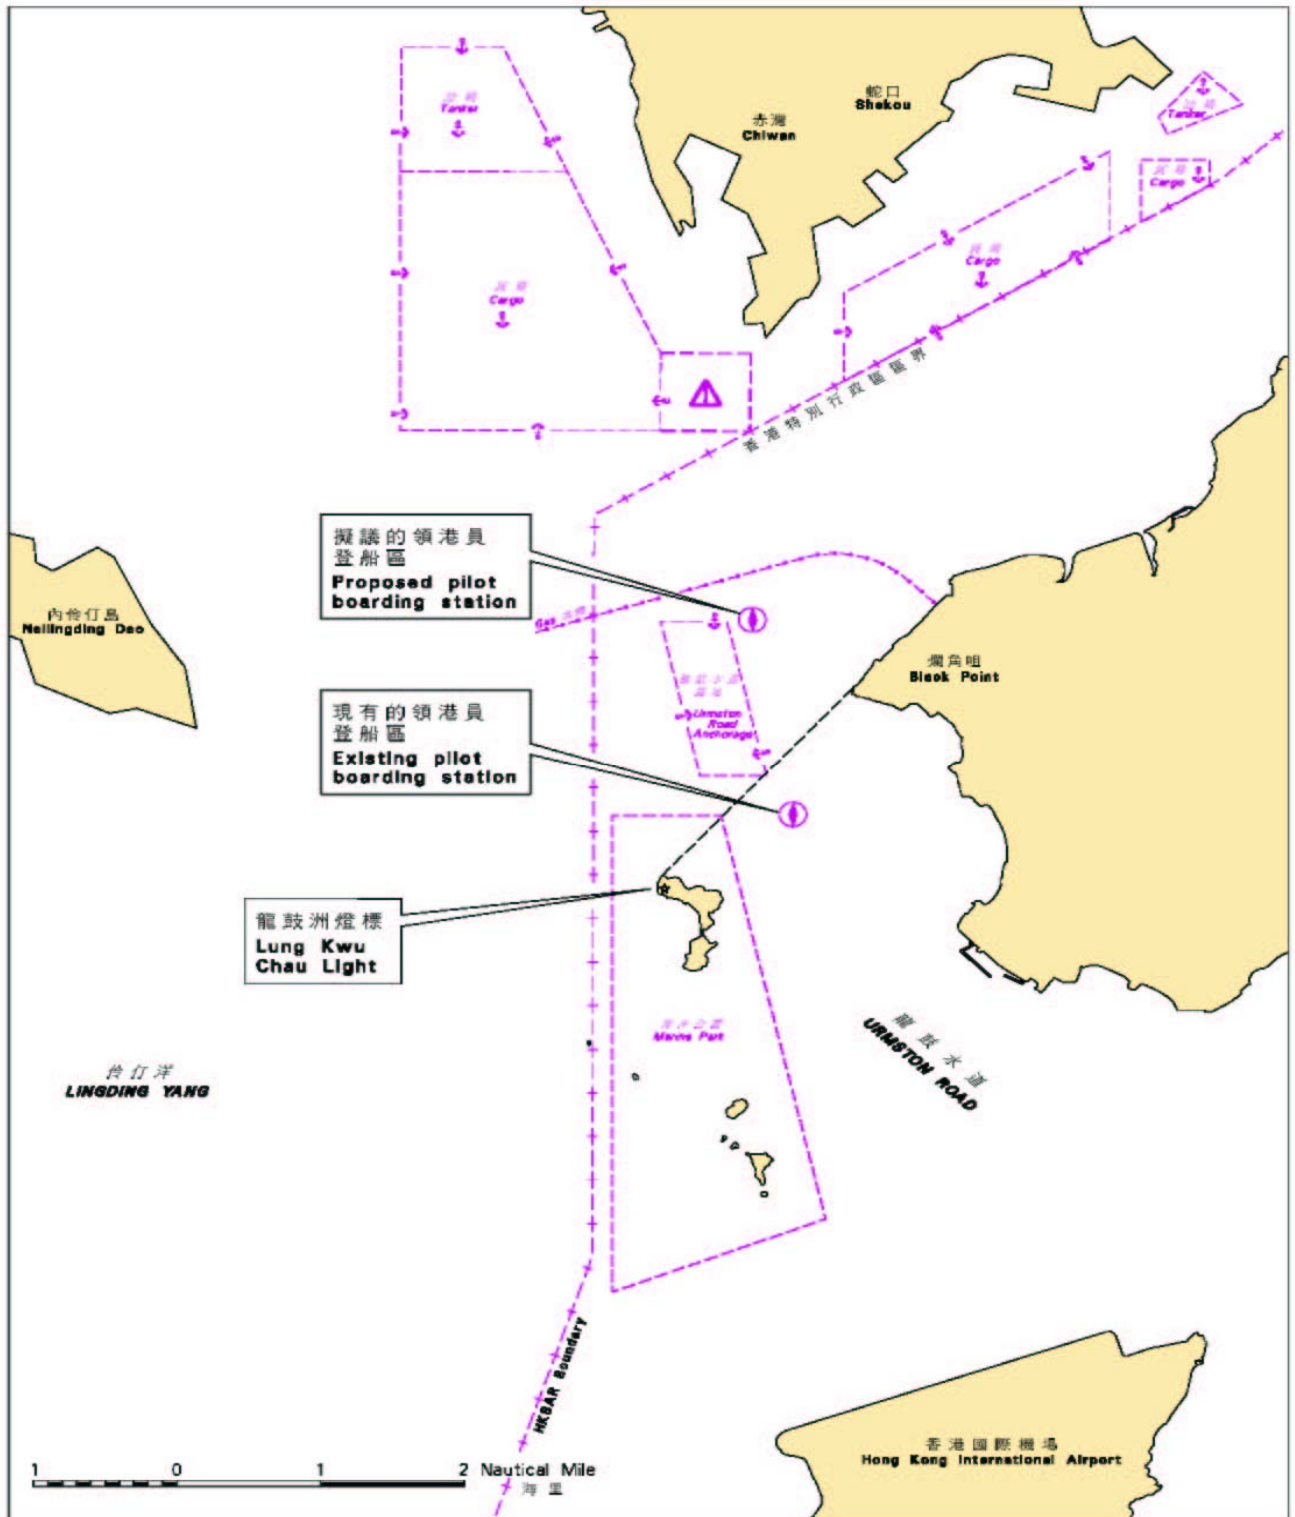 Tanker
蛇口
Shekou
赤灣
Chiwan
Tanker
Cargo
Cargo
Cargo
香港特別行政區區界
擬議的領港員
登船區
Proposed pilot
boarding station
Gas
內伶仃島
Neilingding Dao
爛角咀
Black Point
Urmston
Road
Anchorage
現有的領港員
登船區
Existing pilot
boarding station
龍鼓洲燈標
Lung Kwu
Chau Light
海岸公園
Marine Park
龍鼓水道
URMSTON ROAD
伶仃洋
LINGDING YANG
HKSAR Boundary
香港國際機場
Hong Kong International Airport
1 0 1 2 Nautical Mile
海里